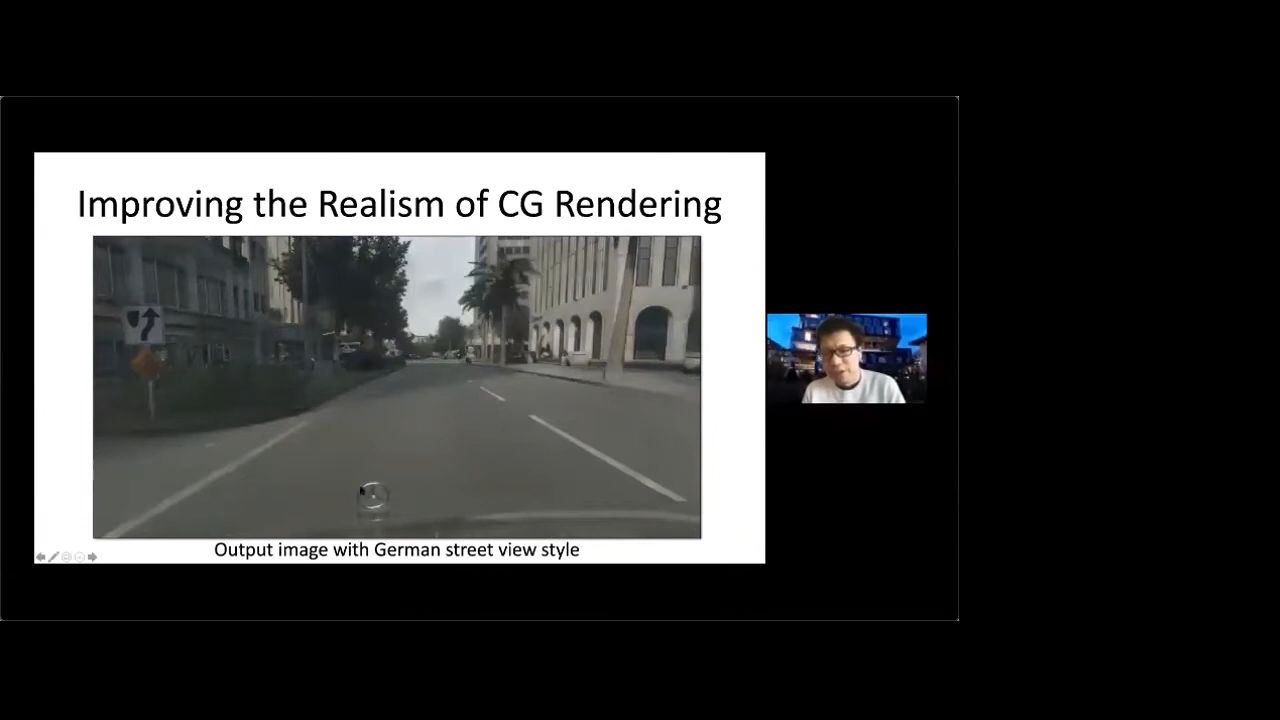 Improving the Realism of CG Rendering
Output image with German street view style